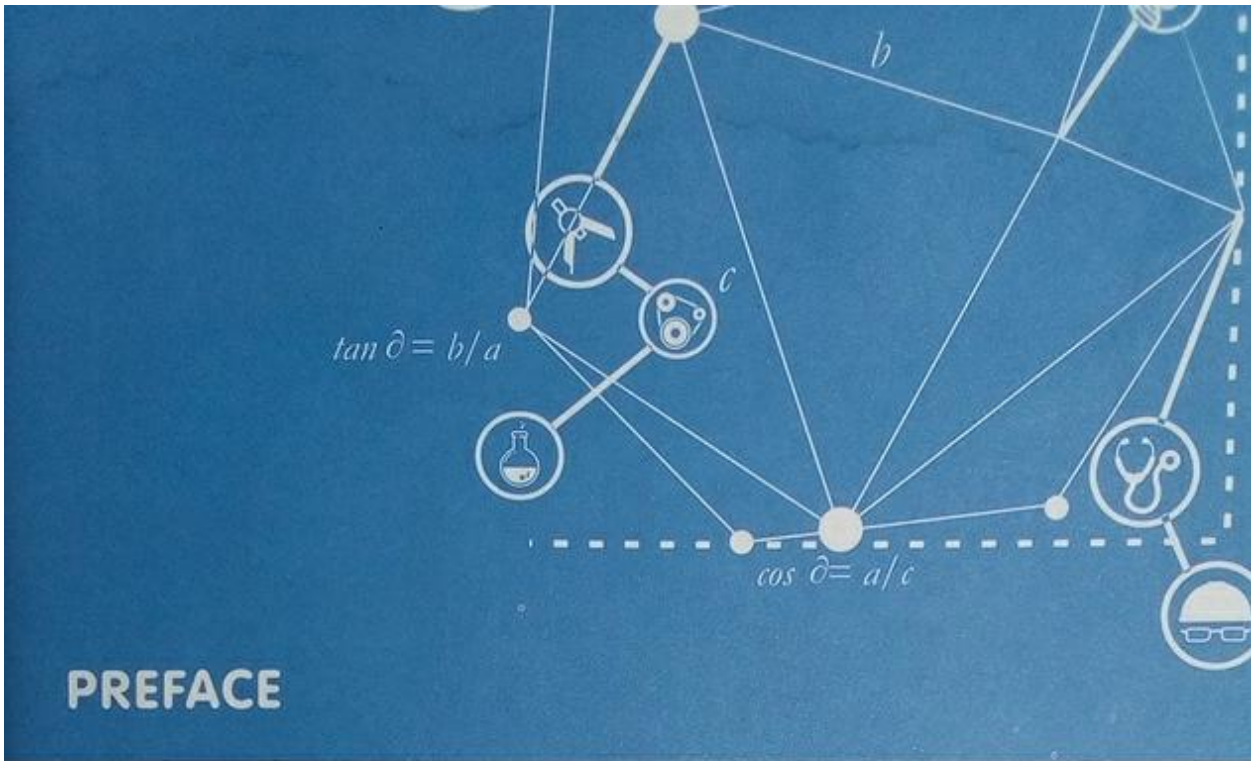 b
c
tan ∂ = b/a
cos ∂= a/c
PREFACE